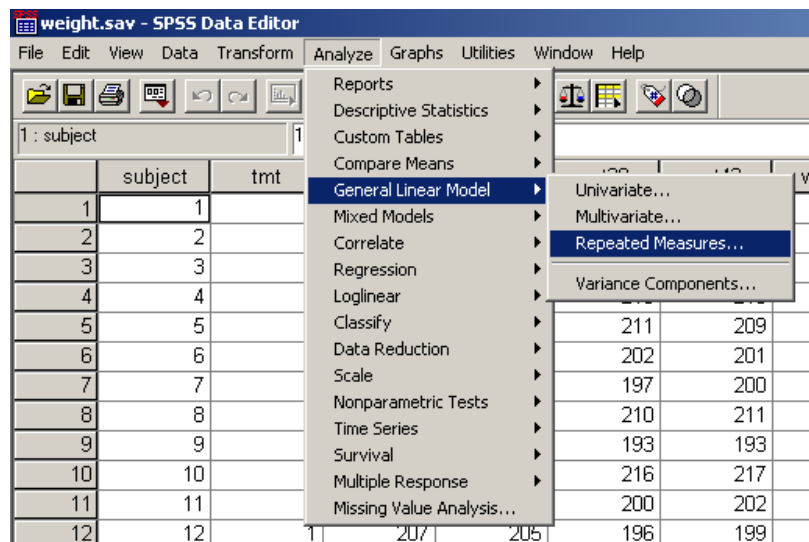 weight.sav - SPSS Data Editor
File Edit View Data Transform Analyze Graphs Utilities Window Help
1 : subject 1
subject tmt
Reports
Descriptive Statistics
Custom Tables
Compare Means
General Linear Model
Mixed Models
Correlate
Regression
Loglinear
Classify
Data Reduction
Scale
Nonparametric Tests
Time Series
Survival
Multiple Response
Missing Value Analysis...
Univariate...
Multivariate...
Repeated Measures...
Variance Components...
1 1
2 2
3 3
4 4
5 5 211 209
6 6 202 201
7 7 197 200
8 8 210 211
9 9 193 193
10 10 216 217
11 11 200 202
12 12 1 207 205 196 199